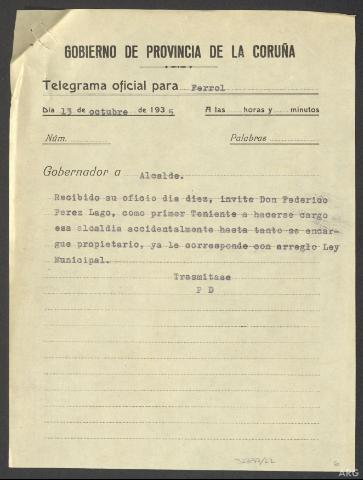 GOBIERNO DE PROVINCIA DE LA CORUÑA
Telegrama oficial para Ferrol
Día 13 de octubre de 1935 A las horas y minutos
Núm. Palabras
Gobernador a Alcalde.
Recibido su oficio dia diez, invite Don Federico
Perez Lago, como primer Teniente a hacerse cargo
esa alcaldia accidentalmente hasta tanto se encar-
gue propietario, ya le corresponde con arreglo Ley
Municipal.
Trasmitase
P D
ARG